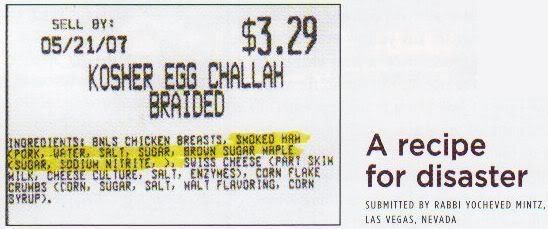 SELL BY:
05/21/07
$3.29
KOSHER EGG CHALLAH
BRAIDED
INGREDIENTS: BNLS CHICKEN BREASTS, SMOKED HAM
(PORK, WATER, SALT, SUGAR, BROWN SUGAR MAPLE
(SUGAR, SODIUM NITRITE, ), SWISS CHEESE (PART SKIM
MILK, CHEESE CULTURE, SALT, ENZYMES), CORN FLAKE
CRUMBS (CORN, SUGAR, SALT, MALT FLAVORING, CORN
SYRUP).
A recipe
for disaster
SUBMITTED BY RABBI YOCHEVED MINTZ,
LAS VEGAS, NEVADA